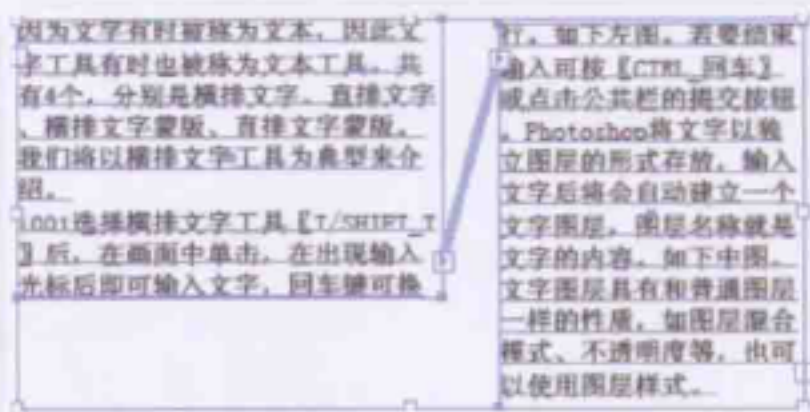 因为文字有时被称为文本，因此文
字工具有时也被称为文本工具。共
有4个，分别是横排文字。直排文字
、横排文字蒙版、直排文字蒙版。
我们将以横排文字工具为典型来介
绍。
1001选择横排文字工具【T/SHIFT_T
】后，在画面中单击，在出现输入
光标后即可输入文字，回车键可换
行。如下左图。若要结束
输入可按【CTRL_回车】
或点击公共栏的提交按钮
。Photoshop将文字以独
立图层的形式存放，输入
文字后将会自动建立一个
文字图层，图层名称就是
文字的内容。如下中图。
文字图层具有和普通图层
一样的性质，如图层混合
模式、不透明度等，也可
以使用图层样式。